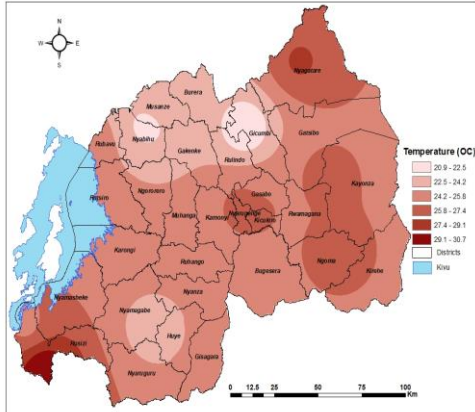 N
W E
S
Nyagatare
Burera
Musanze
Gicumbi
Gatsibo
Rubavu
Nyabihu
Gakenke
Rulindo
Temperature (OC)
20.9 - 22.5
22.5 - 24.2
24.2 - 25.8
25.8 - 27.4
27.4 - 29.1
29.1 - 30.7
Districts
Kivu
Kayonza
Rutsiro
Ngororero
Gasabo
Muhanga
Kamonyi
Nyarugenge
Kicukiro
Rwamagana
Karongi
Ruhango
Bugesera
Ngoma
Kirehe
Nyanza
Nyamasheke
Nyamagabe
Huye
Rusizi
Gisagara
Nyaruguru
0 12.5 25 50 75 100
Km